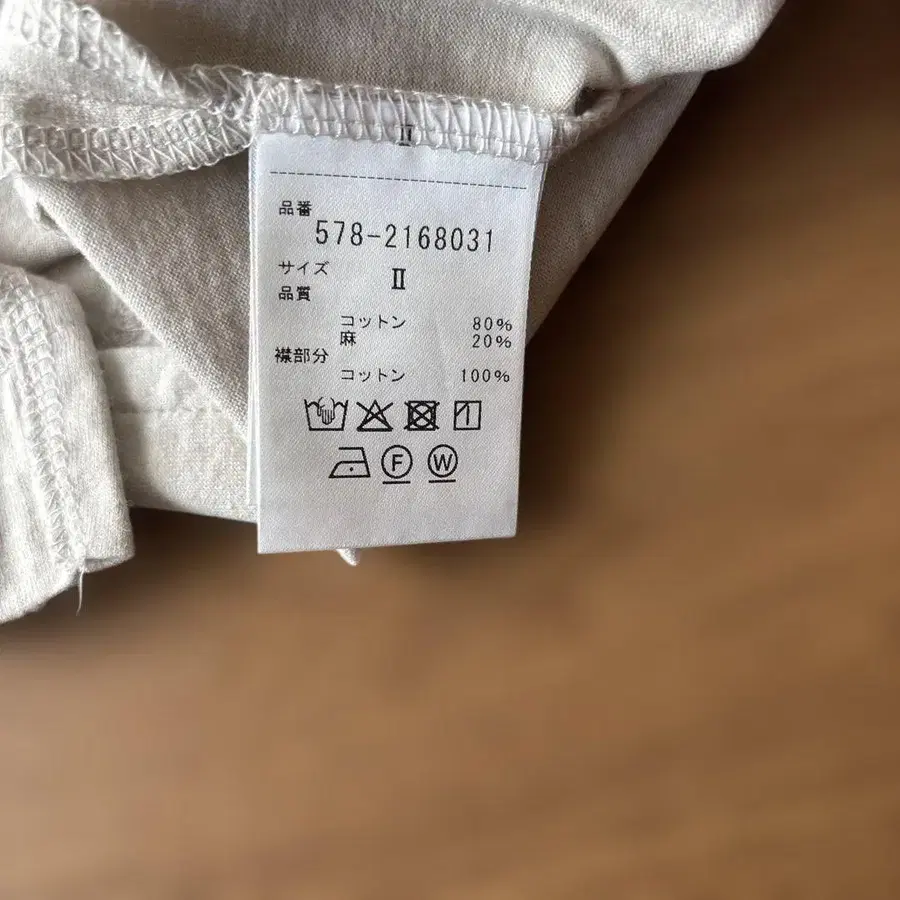 II
品番
578-2168031
サイズ II
品質
コットン 80%
麻 20%
襟部分
コットン 100%
F W